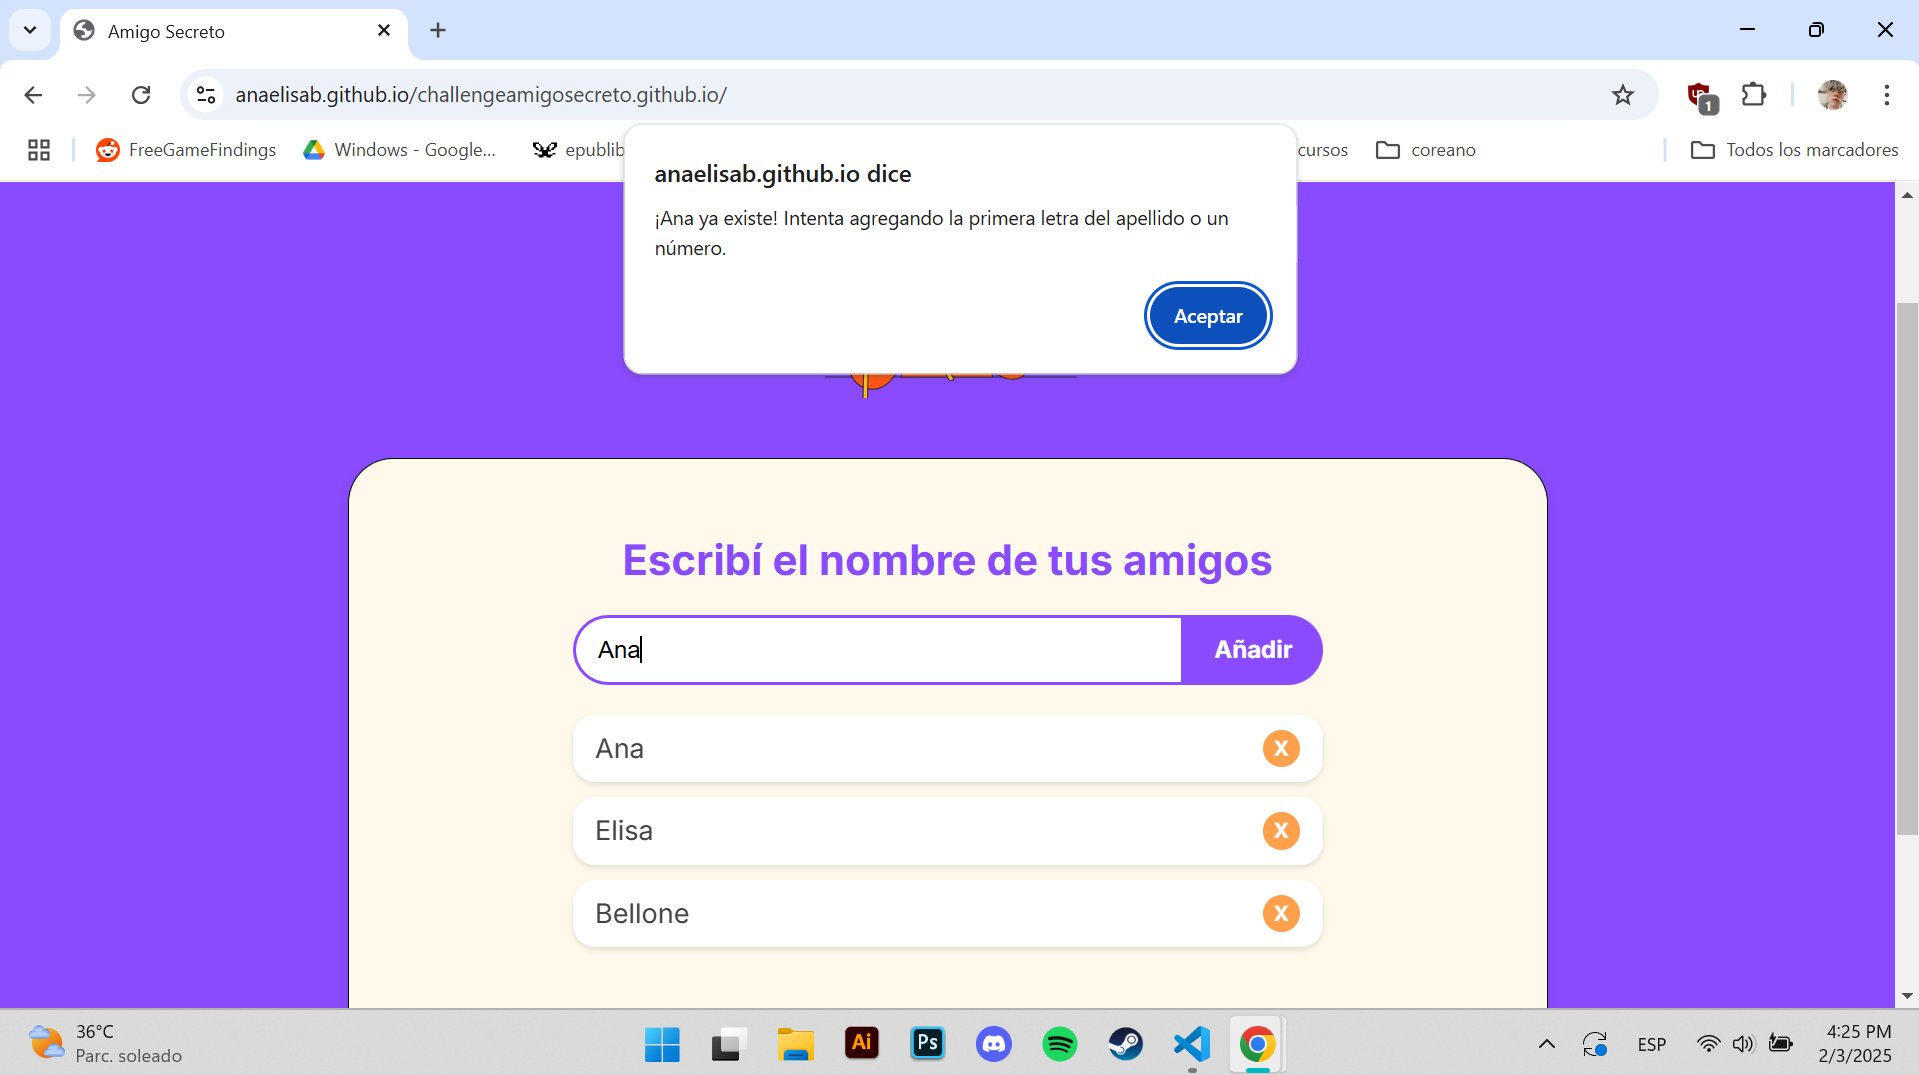 Amigo Secreto
anaelisab.github.io/challengeamigosecreto.github.io/
1
FreeGameFindings
Windows - Google...
epublib
cursos
coreano
Todos los marcadores
anaelisab.github.io dice
¡Ana ya existe! Intenta agregando la primera letra del apellido o un
número.
Aceptar
Escribí el nombre de tus amigos
Ana
Añadir
Ana
X
Elisa
X
Bellone
X
36°C
Parc. soleado
Ai
Ps
ESP
4:25 PM
2/3/2025